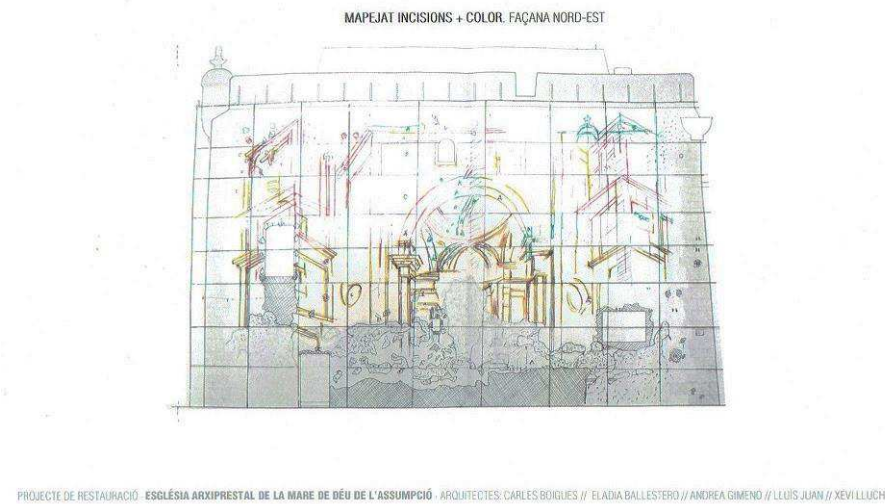 MAPEJAT INCISIONS + COLOR. FAÇANA NORD-EST
PROJECTE DE RESTAURACIÓ · ESGLÉSIA ARXIPRESTAL DE LA MARE DE DÉU DE L'ASSUMPCIÓ · ARQUITECTES: CARLES BOIGUES // ELADIA BALLESTERO // ANDREA GIMENO // LLUÍS JUAN // XEVI LLUCH